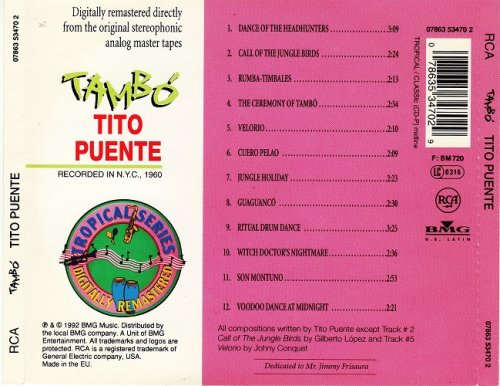 RCA TAMBÓ TITO PUENTE 07863 53470 2
Digitally remastered directly
from the original stereophonic
analog master tapes
TAMBÓ
TITO
PUENTE
RECORDED IN N.Y.C., 1960
TROPICAL SERIES
DIGITALLY REMASTERED
℗ & © 1992 BMG Music. Distributed by
the local BMG company. A Unit of BMG
Entertainment. All trademarks and logos are
protected. RCA is a registered trademark of
General Electric company, USA.
Made in the EU.
1. DANCE OF THE HEADHUNTERS 3:09
2. CALL OF THE JUNGLE BIRDS 2:24
3. RUMBA-TIMBALES 2:13
4. THE CEREMONY OF TAMBÓ 2:34
5. VELORIO 2:10
6. CUERO PELAO 2:09
7. JUNGLE HOLIDAY 2:23
8. GUAGUANCÓ 2:30
9. RITUAL DRUM DANCE 3:25
10. WITCH DOCTOR'S NIGHTMARE 2:36
11. SON MONTUNO 2:53
12. VOODOO DANCE AT MIDNIGHT 2:21
All compositions written by Tito Puente except Track # 2
Call of The Jungle Birds by Gilberto López and Track #5
Velorio by Johny Conquet
Dedicated to Mr. Jimmy Frisaura
07863 53470 2
TROPICAL / CLASSIc (CD-P) midline
0 78635 34702 9
F: BM 720
LC 0316
RCA
BMG
U.S. LATIN
RCA TAMBÓ TITO PUENTE 07863 53470 2